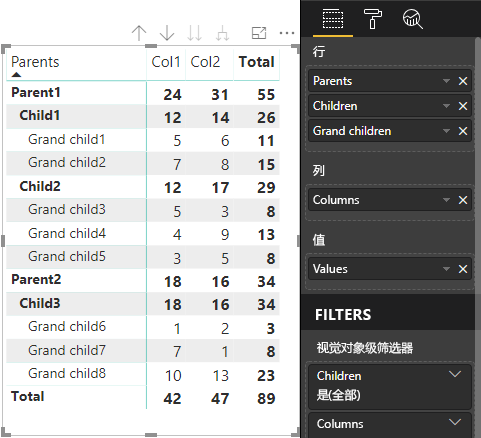 Parents Col1 Col2 Total
Parent1 24 31 55
Child1 12 14 26
Grand child1 5 6 11
Grand child2 7 8 15
Child2 12 17 29
Grand child3 5 3 8
Grand child4 4 9 13
Grand child5 3 5 8
Parent2 18 16 34
Child3 18 16 34
Grand child6 1 2 3
Grand child7 7 1 8
Grand child8 10 13 23
Total 42 47 89
行
Parents
Children
Grand children
列
Columns
值
Values
FILTERS
视觉对象级筛选器
Children
是(全部)
Columns